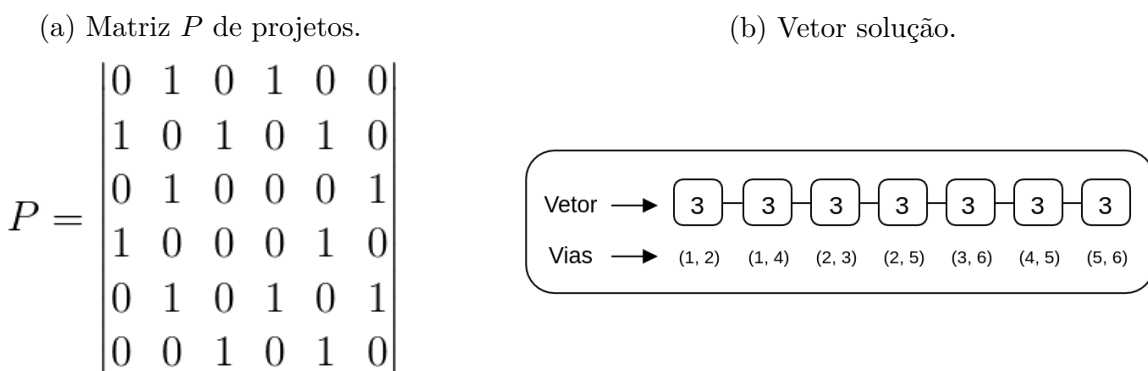 (a) Matriz P de projetos.
P =
0 1 0 1 0 0
1 0 1 0 1 0
0 1 0 0 0 1
1 0 0 0 1 0
0 1 0 1 0 1
0 0 1 0 1 0
(b) Vetor solução.
Vetor 3 3 3 3 3 3 3
Vias (1, 2) (1, 4) (2, 3) (2, 5) (3, 6) (4, 5) (5, 6)